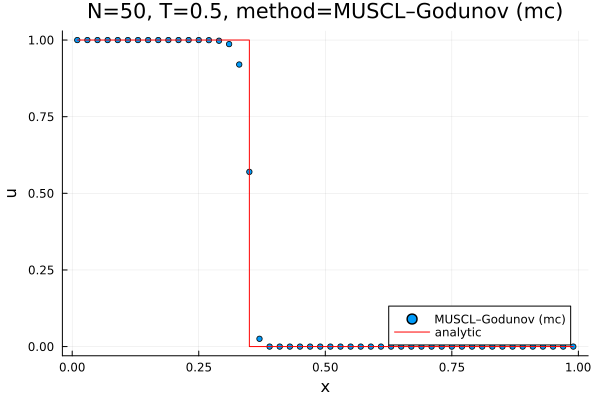 N=50, T=0.5, method=MUSCL–Godunov (mc)
1.00
0.75
u
0.50
0.25
0.00
MUSCL–Godunov (mc)
analytic
0.00 0.25 0.50 0.75 1.00
x